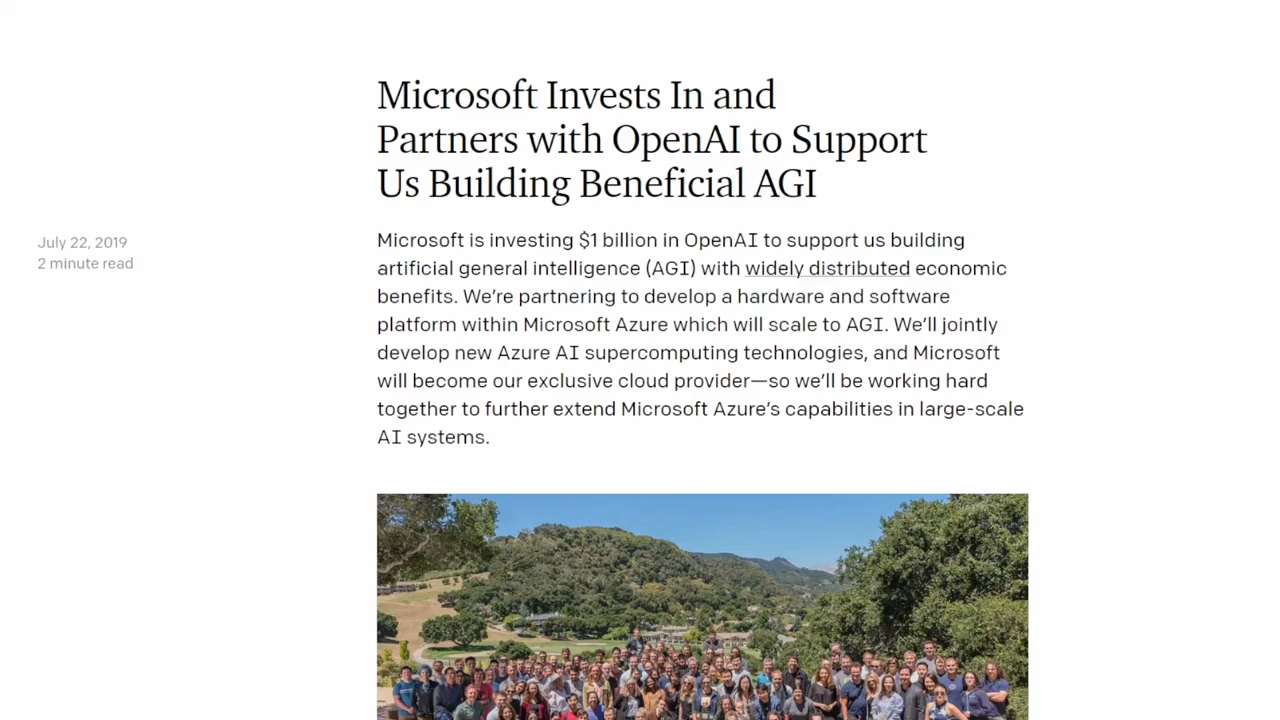 Microsoft Invests In and
Partners with OpenAI to Support
Us Building Beneficial AGI
July 22, 2019
2 minute read
Microsoft is investing $1 billion in OpenAI to support us building
artificial general intelligence (AGI) with widely distributed economic
benefits. We’re partnering to develop a hardware and software
platform within Microsoft Azure which will scale to AGI. We’ll jointly
develop new Azure AI supercomputing technologies, and Microsoft
will become our exclusive cloud provider—so we’ll be working hard
together to further extend Microsoft Azure’s capabilities in large-scale
AI systems.